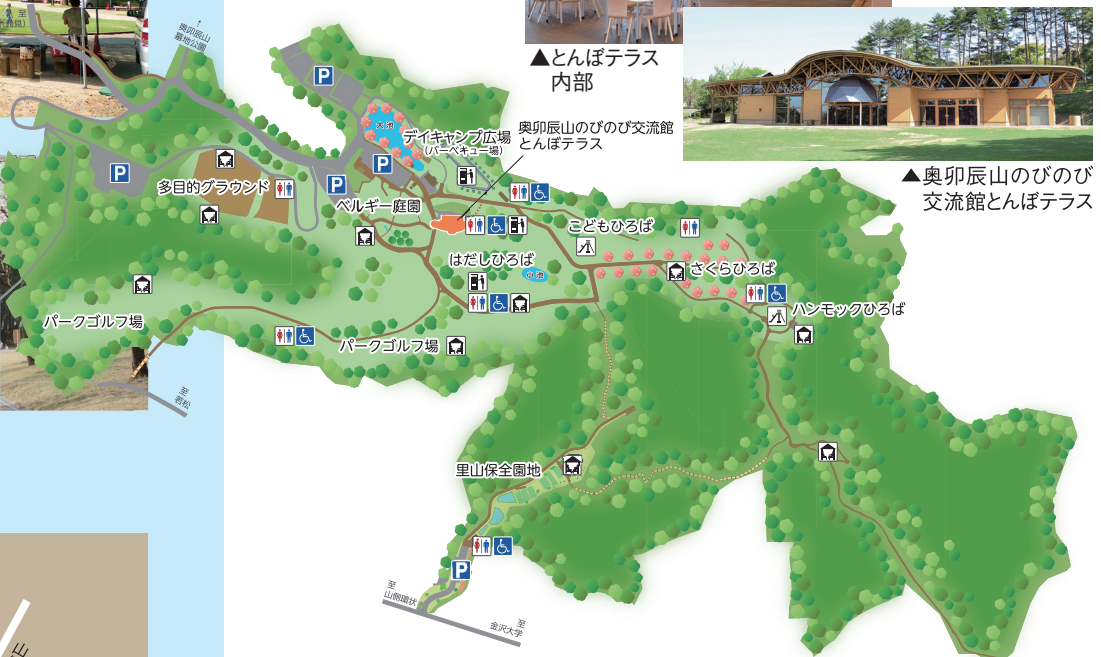 至
奥卯辰山
墓地公園
▲とんぼテラス
内部
▲奥卯辰山のびのび
交流館とんぼテラス
P
大池
デイキャンプ広場
(バーベキュー場)
奥卯辰山のびのび交流館
とんぼテラス
P
P
P
多目的グラウンド
ベルギー庭園
こどもひろば
はだしひろば
小池
さくらひろば
ハンモックひろば
パークゴルフ場
パークゴルフ場
至
若松
里山保全園地
P
至
山側環状
至
金沢大学